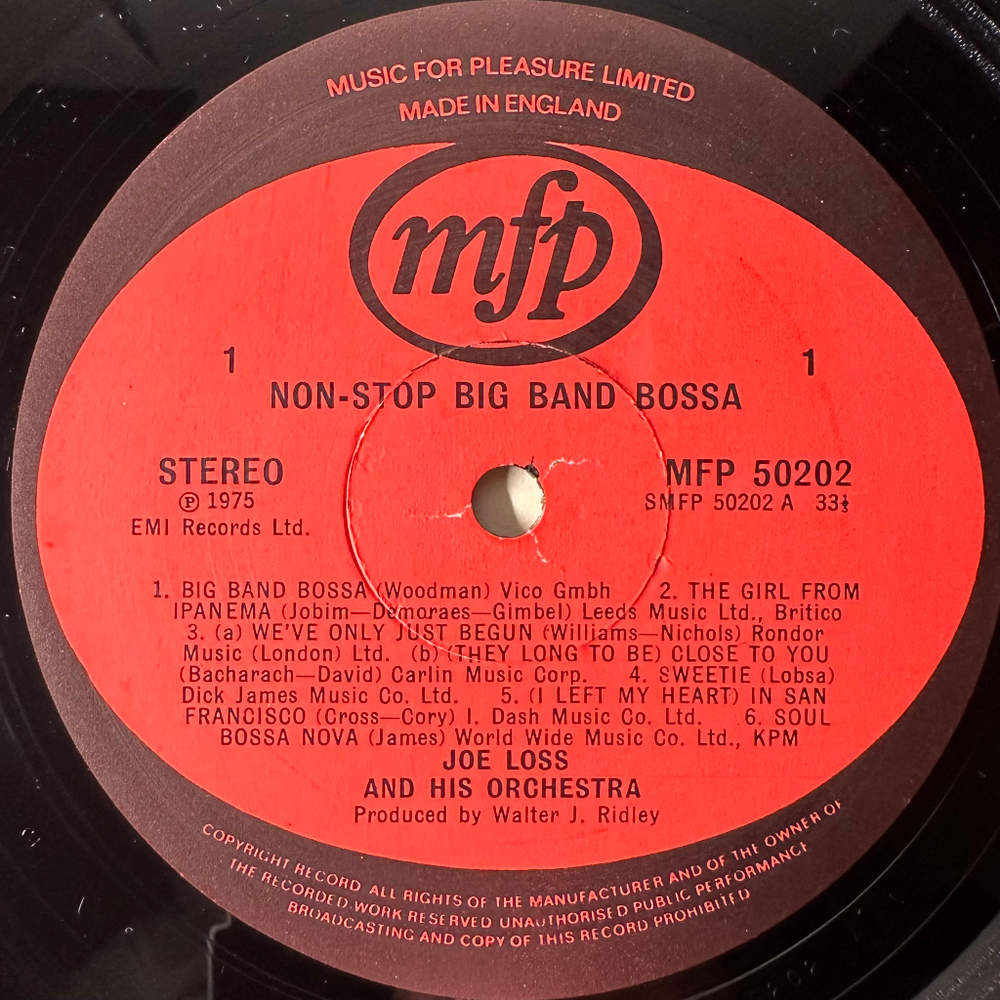 MUSIC FOR PLEASURE LIMITED
MADE IN ENGLAND
mfp
1 1
NON-STOP BIG BAND BOSSA
STEREO MFP 50202
℗ 1975 SMFP 50202 A 33⅓
EMI Records Ltd.
1. BIG BAND BOSSA (Woodman) Vico Gmbh 2. THE GIRL FROM
IPANEMA (Jobim—Demoraes—Gimbel) Leeds Music Ltd., Britico
3. (a) WE'VE ONLY JUST BEGUN (Williams—Nichols) Rondor
Music (London) Ltd. (b) (THEY LONG TO BE) CLOSE TO YOU
(Bacharach—David) Carlin Music Corp. 4. SWEETIE (Lobsa)
Dick James Music Co. Ltd. 5. (I LEFT MY HEART) IN SAN
FRANCISCO (Cross—Cory) I. Dash Music Co. Ltd. 6. SOUL
BOSSA NOVA (James) World Wide Music Co. Ltd., KPM
JOE LOSS
AND HIS ORCHESTRA
Produced by Walter J. Ridley
COPYRIGHT RECORD ALL RIGHTS OF THE MANUFACTURER AND OF THE OWNER OF
THE RECORDED WORK RESERVED UNAUTHORISED PUBLIC PERFORMANCE
BROADCASTING AND COPY OF THIS RECORD PROHIBITED